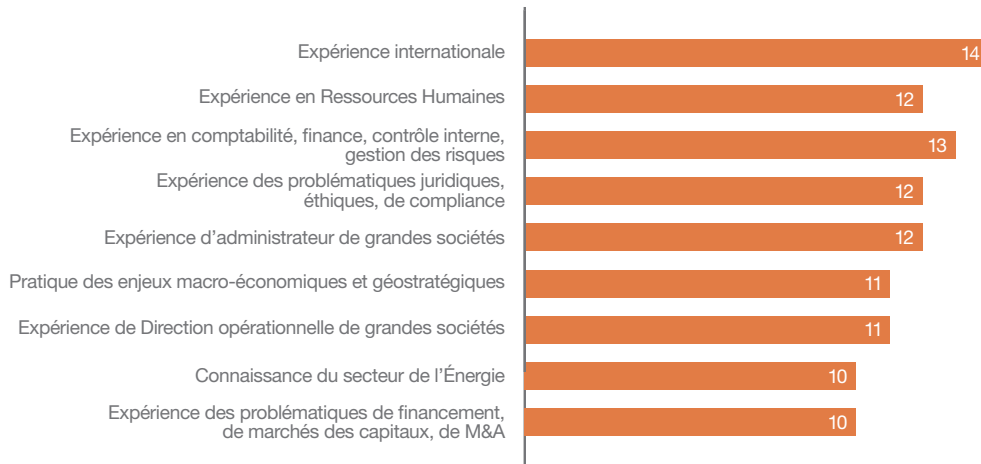 Expérience internationale
14
Expérience en Ressources Humaines
12
Expérience en comptabilité, finance, contrôle interne,
gestion des risques
13
Expérience des problématiques juridiques,
éthiques, de compliance
12
Expérience d’administrateur de grandes sociétés
12
Pratique des enjeux macro-économiques et géostratégiques
11
Expérience de Direction opérationnelle de grandes sociétés
11
Connaissance du secteur de l’Énergie
10
Expérience des problématiques de financement,
de marchés des capitaux, de M&A
10